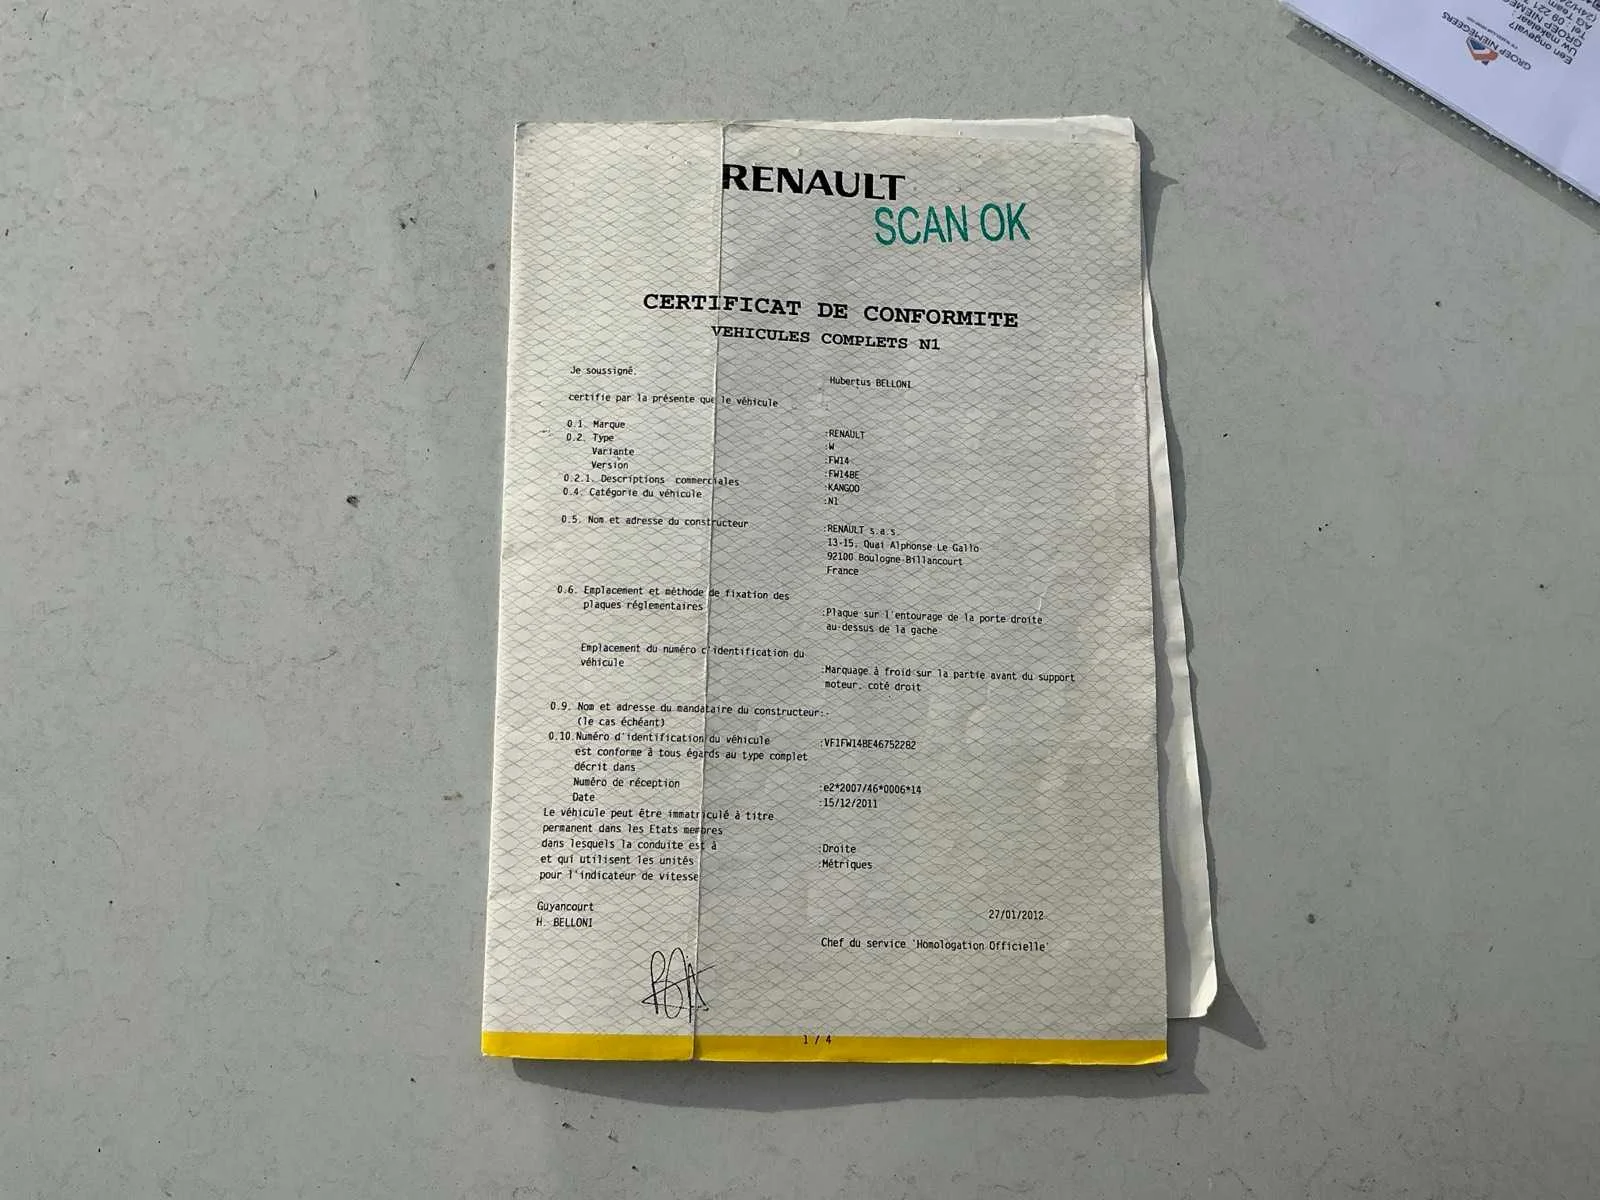 RENAULT
SCAN OK
CERTIFICAT DE CONFORMITE
VEHICULES COMPLETS N1
Je soussigné. Hubertus BELLONI
certifie par la présente que le véhicule :
0.1. Marque :RENAULT
0.2. Type :W
Variante :FW14
Version :FW14BE
0.2.1. Descriptions commerciales :KANGOO
0.4. Catégorie du véhicule :N1
0.5. Nom et adresse du constructeur :RENAULT s.a.s.
13-15, Quai Alphonse Le Gallo
92100 Boulogne-Billancourt
France
0.6. Emplacement et méthode de fixation des
plaques réglementaires :Plaque sur l'entourage de la porte droite
au-dessus de la gache
Emplacement du numéro d'identification du
véhicule :Marquage à froid sur la partie avant du support
moteur, coté droit
0.9. Nom et adresse du mandataire du constructeur:-
(le cas échéant)
0.10.Numéro d'identification du véhicule :VF1FW14BE46752282
est conforme à tous égards au type complet
décrit dans
Numéro de réception :e2*2007/46*0006*14
Date :15/12/2011
Le véhicule peut être immatriculé à titre
permanent dans les Etats membres
dans lesquels la conduite est à :Droite
et qui utilisent les unités :Métriques
pour l'indicateur de vitesse
Guyancourt 27/01/2012
H. BELLONI
Chef du service 'Homologation Officielle'
1 / 4
GROEP NIEMEGEERS
Een ongeval?
Uw makelaar
GROEP NIEMEG